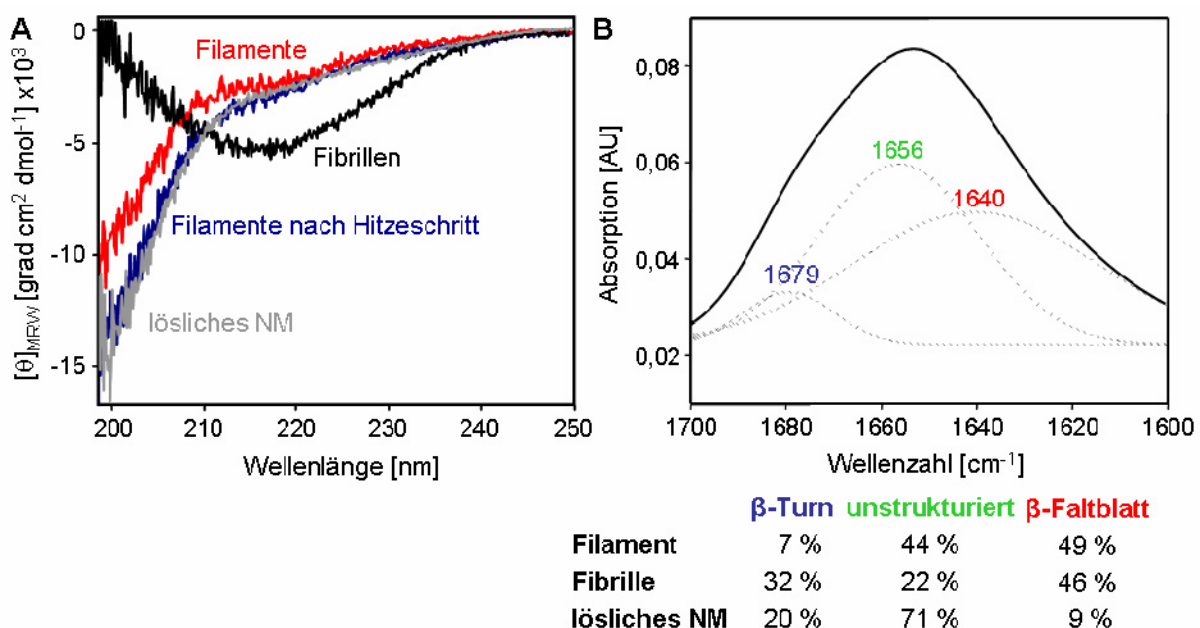 A
0
-5
-10
-15
[θ]MRW [grad cm² dmol⁻¹] x10³
Filamente
Fibrillen
Filamente nach Hitzeschritt
lösliches NM
200 210 220 230 240 250
Wellenlänge [nm]
B
0,08
0,06
0,04
0,02
Absorption [AU]
1656
1640
1679
1700 1680 1660 1640 1620 1600
Wellenzahl [cm⁻¹]
β-Turn unstrukturiert β-Faltblatt
Filament 7 % 44 % 49 %
Fibrille 32 % 22 % 46 %
lösliches NM 20 % 71 % 9 %